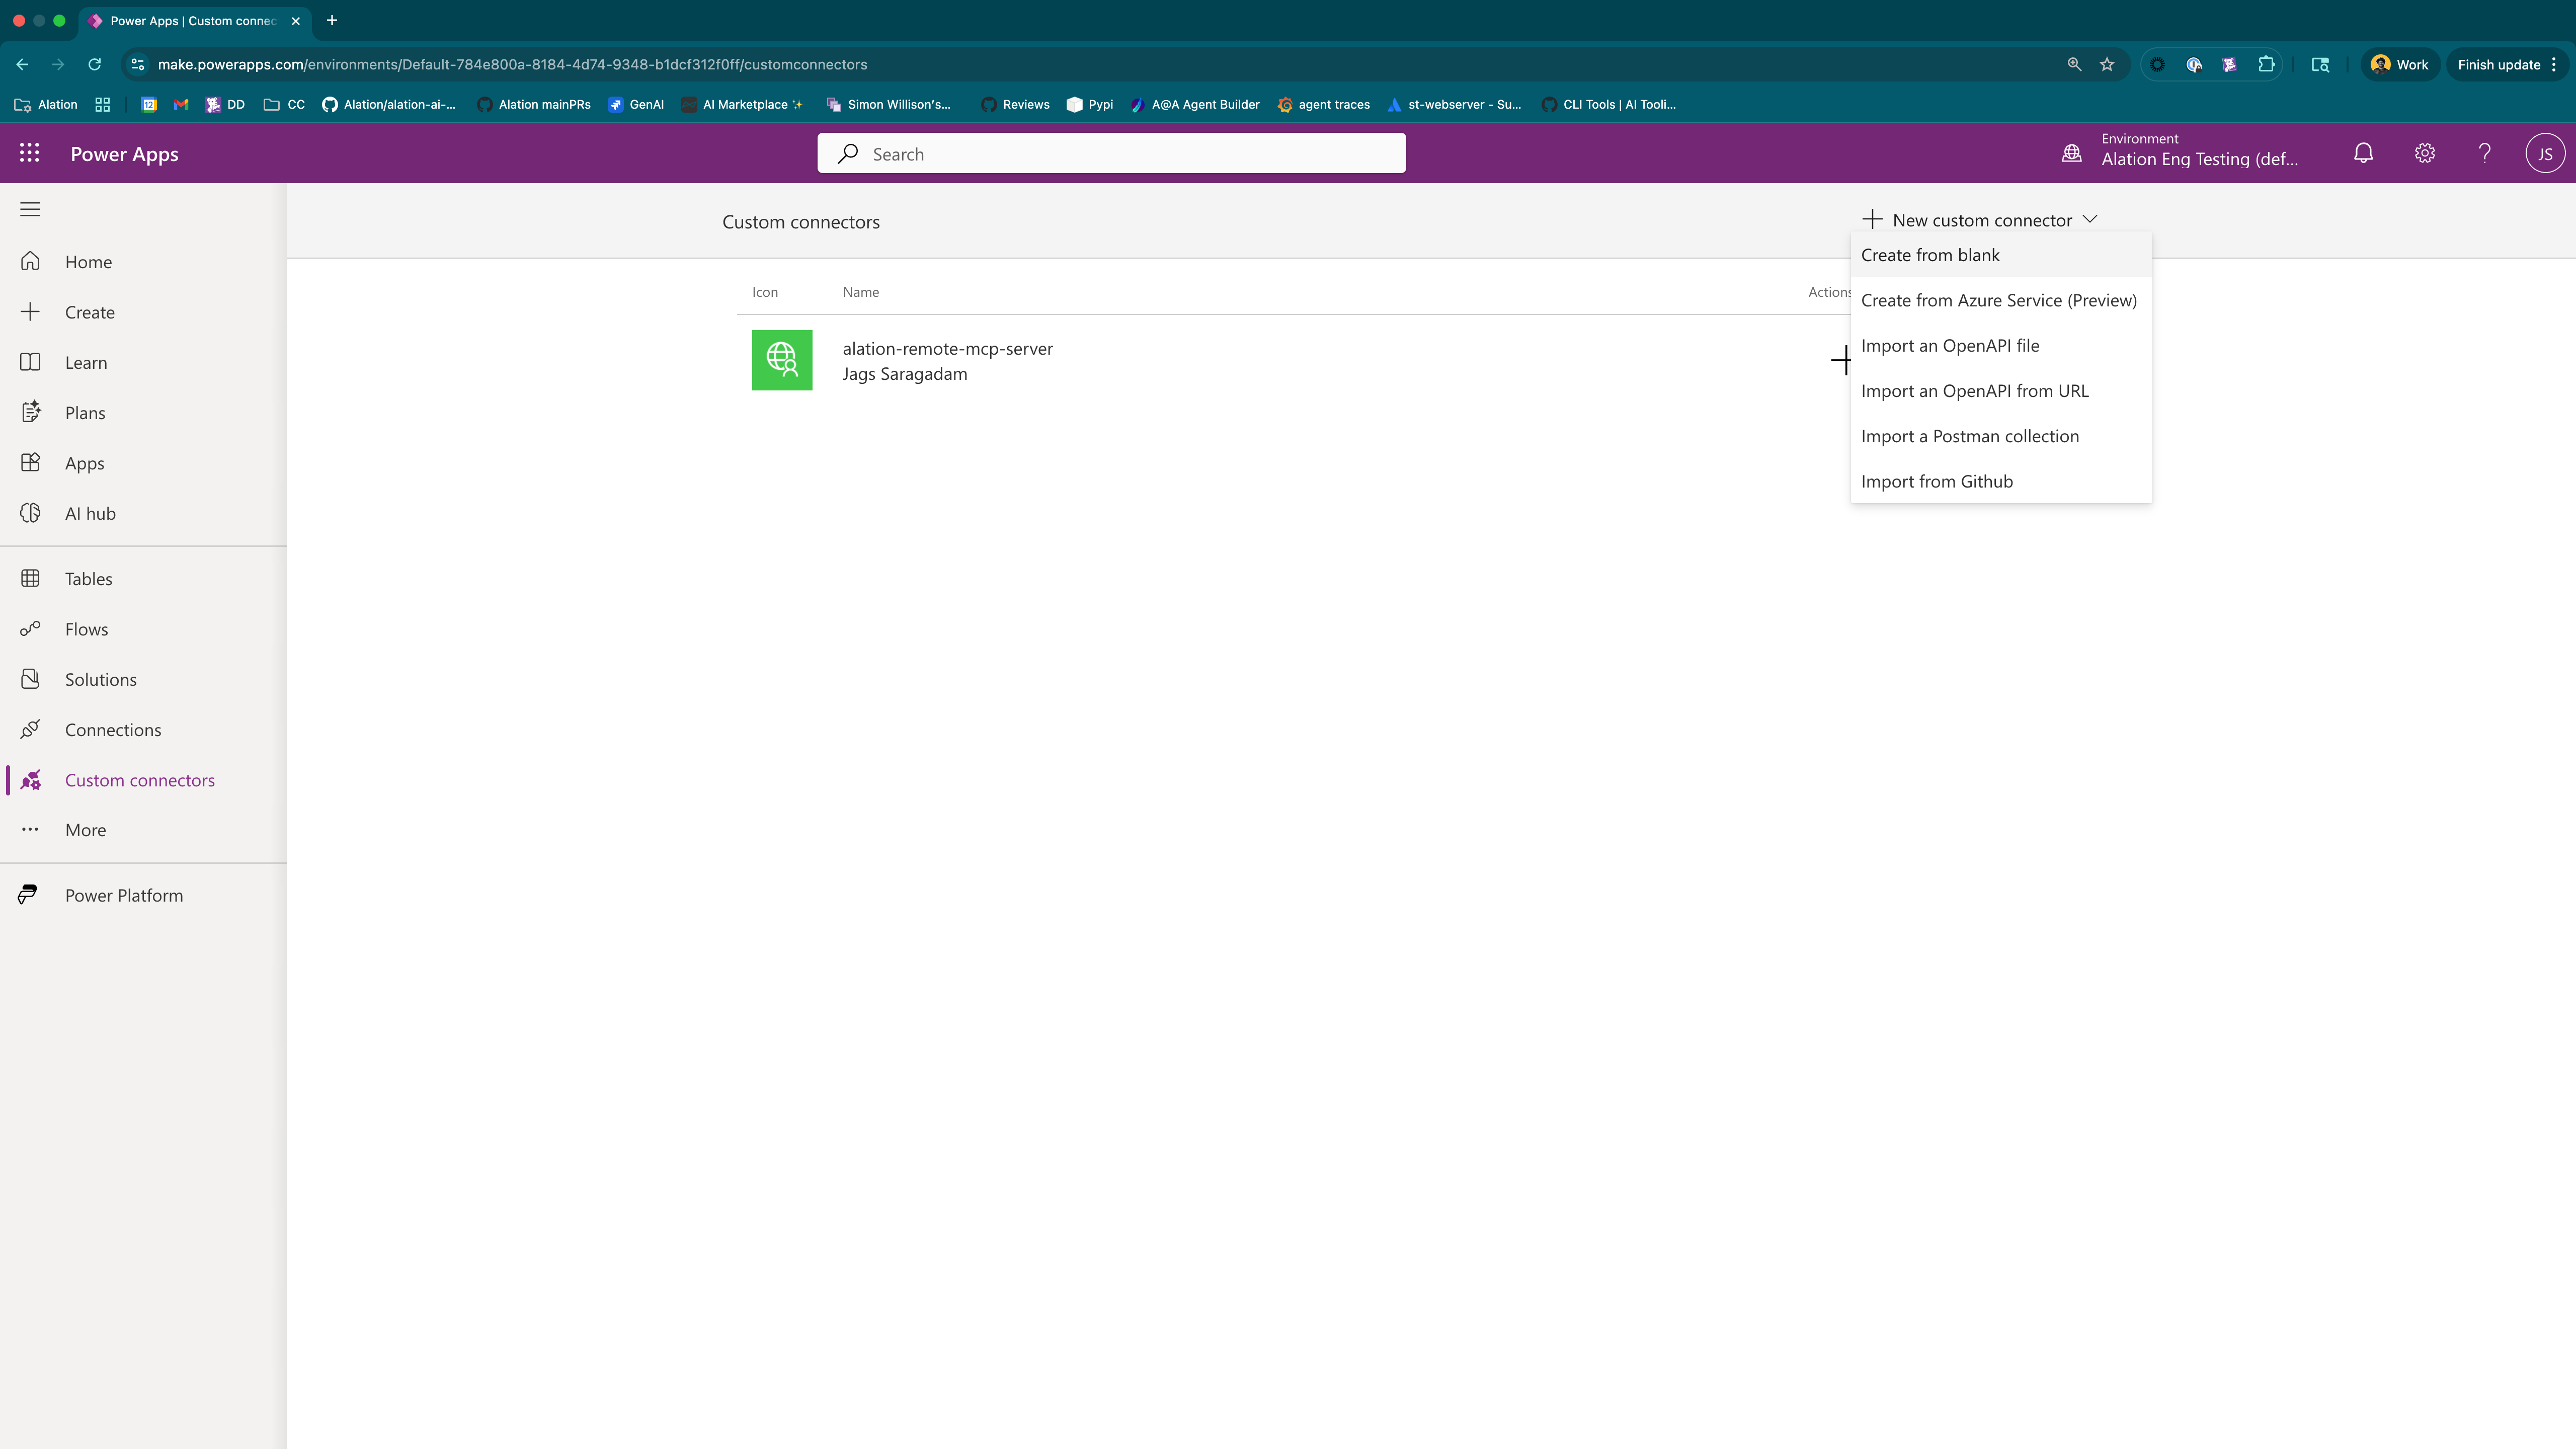 Power Apps | Custom connec
make.powerapps.com/environments/Default-784e800a-8184-4d74-9348-b1dcf312f0ff/customconnectors
Work
Finish update
Alation
12
DD
CC
Alation/alation-ai-...
Alation mainPRs
GenAI
AI Marketplace ✨
Simon Willison's...
Reviews
Pypi
A@A Agent Builder
agent traces
st-webserver - Su...
CLI Tools | AI Tooli...
Power Apps
Search
Environment
Alation Eng Testing (def...
JS
Home
Create
Learn
Plans
Apps
AI hub
Tables
Flows
Solutions
Connections
Custom connectors
More
Power Platform
Custom connectors
New custom connector
Create from blank
Create from Azure Service (Preview)
Import an OpenAPI file
Import an OpenAPI from URL
Import a Postman collection
Import from Github
Icon
Name
Actions
alation-remote-mcp-server
Jags Saragadam